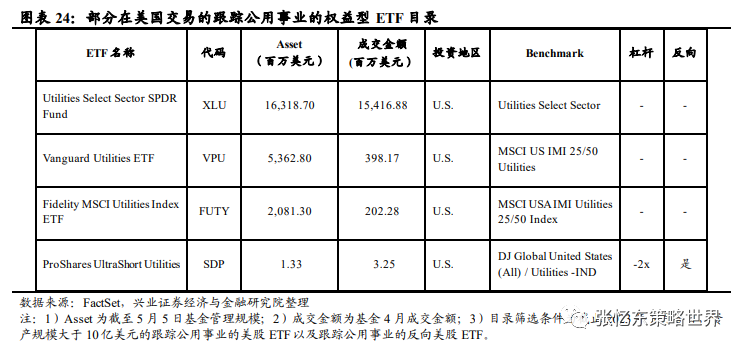 图表 24：部分在美国交易的跟踪公用事业的权益型 ETF 目录
ETF 名称 代码 Asset（百万美元） 成交金额(百万美元） 投资地区 Benchmark 杠杆 反向
Utilities Select Sector SPDR Fund XLU 16,318.70 15,416.88 U.S. Utilities Select Sector - -
Vanguard Utilities ETF VPU 5,362.80 398.17 U.S. MSCI US IMI 25/50 Utilities - -
Fidelity MSCI Utilities Index ETF FUTY 2,081.30 202.28 U.S. MSCI USA IMI Utilities 25/50 Index - -
ProShares UltraShort Utilities SDP 1.33 3.25 U.S. DJ Global United States (All) / Utilities -IND -2x 是
数据来源：FactSet，兴业证券经济与金融研究院整理
注：1）Asset 为截至 5 月 5 日基金管理规模；2）成交金额为基金 4 月成交金额；3）目录筛选条件
产规模大于 10 亿美元的跟踪公用事业的美股 ETF 以及跟踪公用事业的反向美股 ETF。
张忆东策略世界